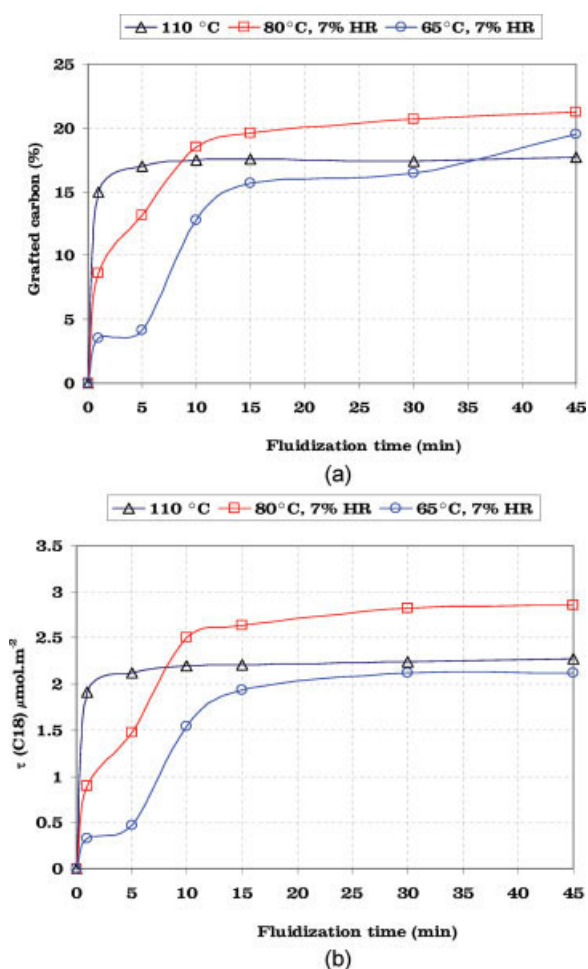 110 °C 80°C, 7% HR 65°C, 7% HR
25
20
15
10
5
0
Grafted carbon (%)
0 5 10 15 20 25 30 35 40 45
Fluidization time (min)
(a)
110 °C 80°C, 7% HR 65°C, 7% HR
3.5
3
2.5
2
1.5
1
0.5
0
τ (C18) µmol.m⁻²
0 5 10 15 20 25 30 35 40 45
Fluidization time (min)
(b)